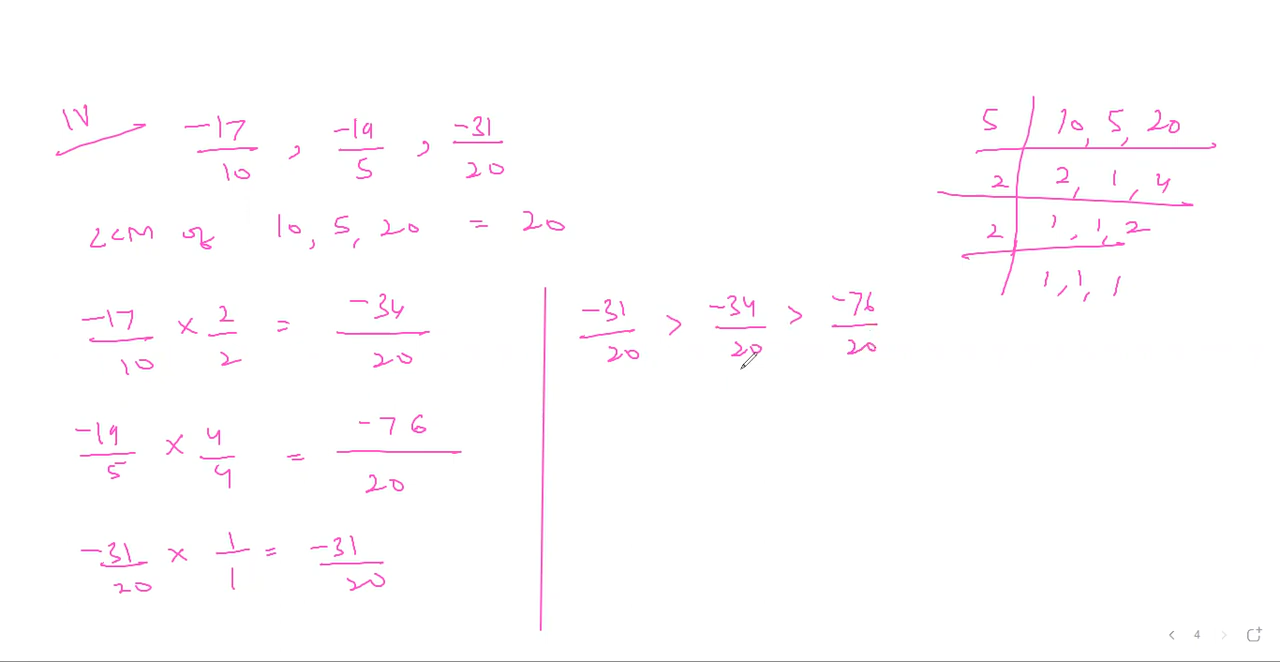 IV -17/10 , -19/5 , -31/20
LCM of 10, 5, 20 = 20
-17/10 × 2/2 = -34/20
-19/5 × 4/4 = -76/20
-31/20 × 1/1 = -31/20
-31/20 > -34/20 > -76/20
5 | 10, 5, 20
2 | 2, 1, 4
2 | 1, 1, 2
| 1, 1, 1
< 4 >